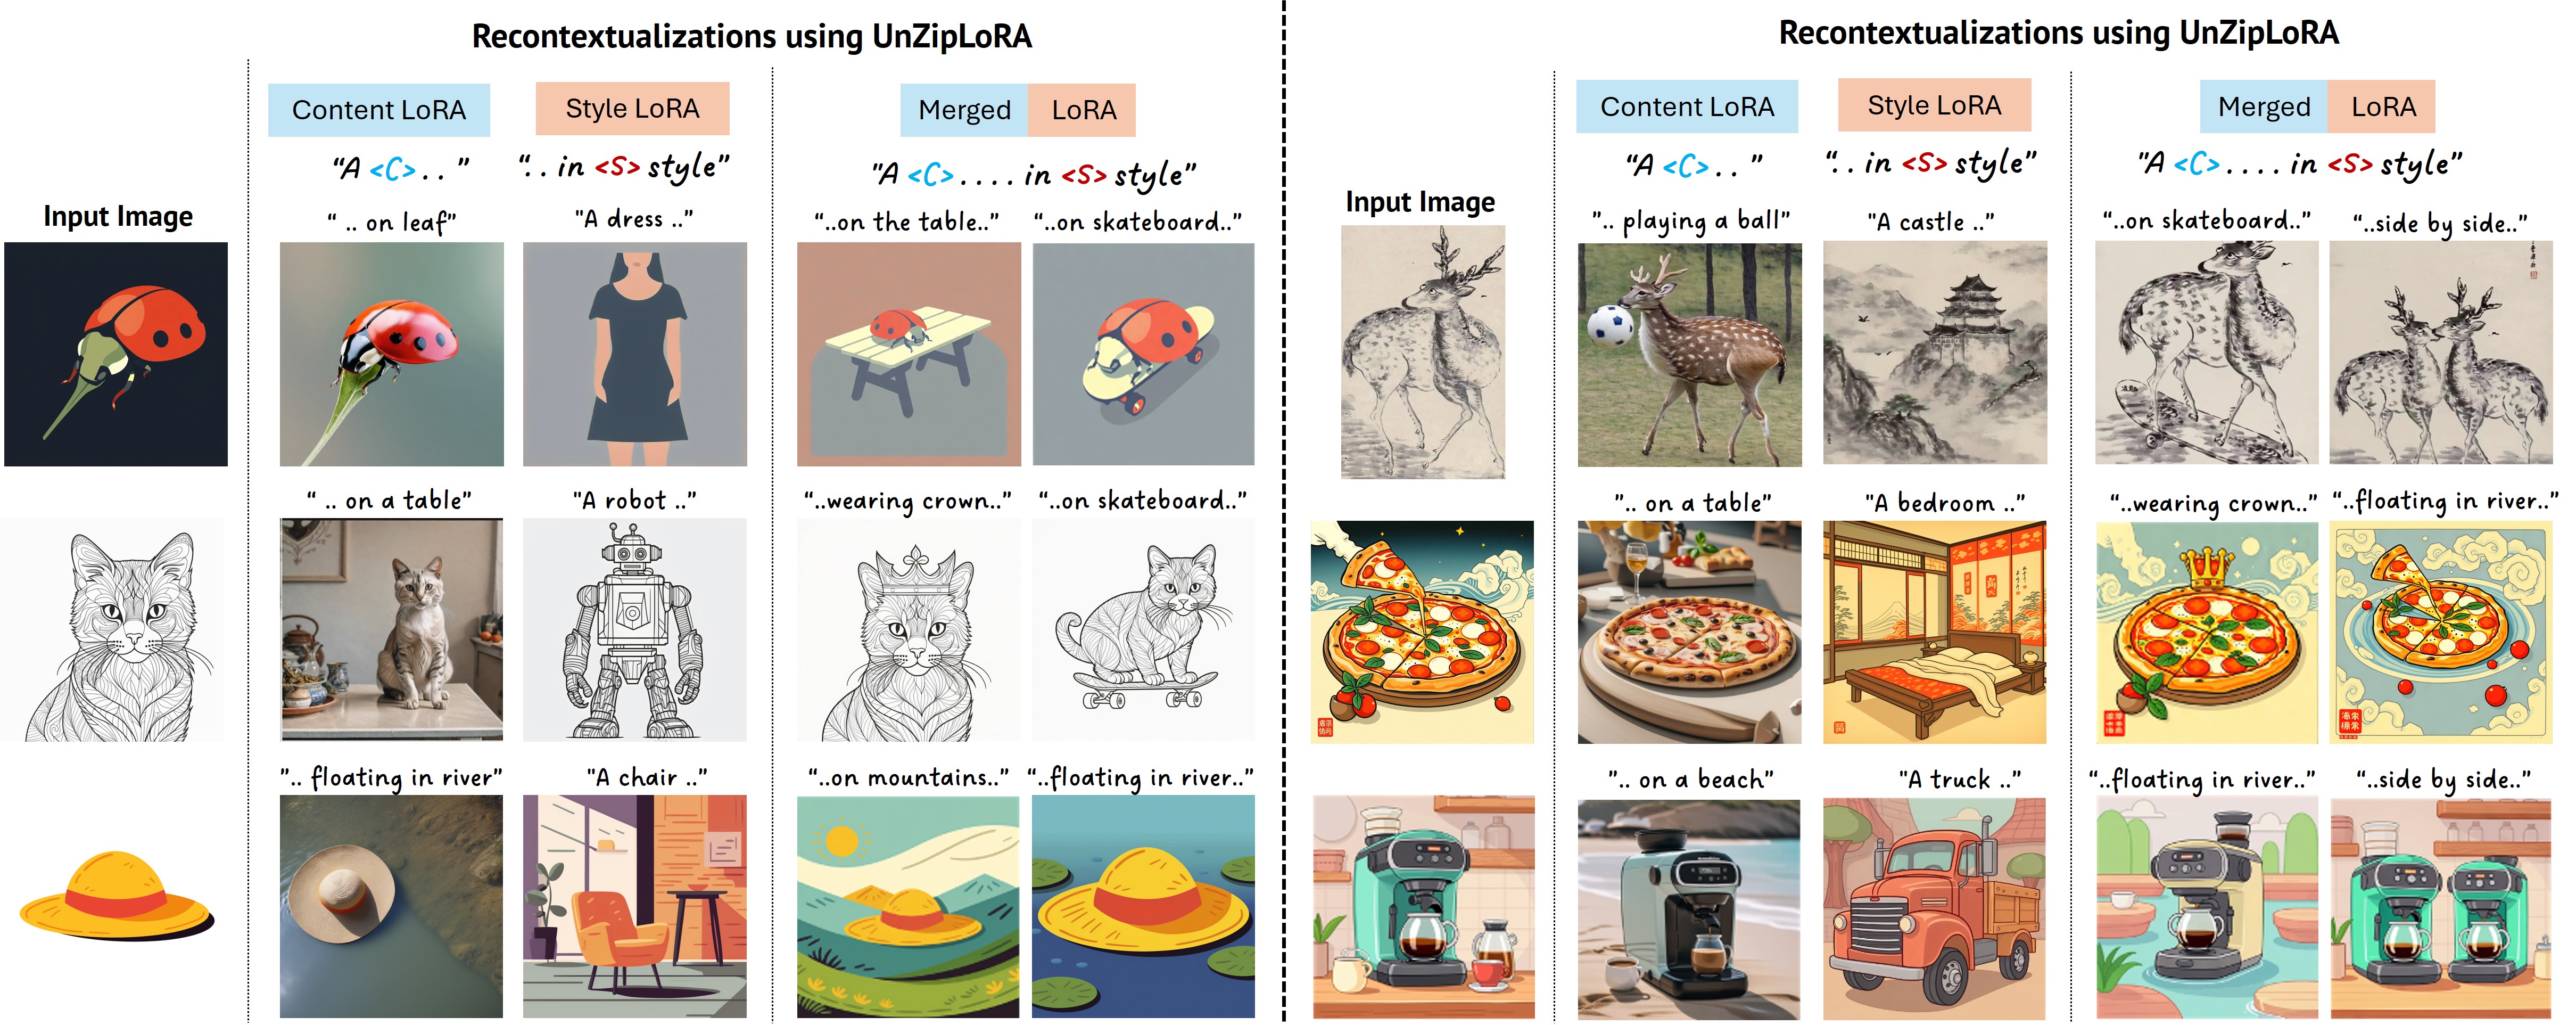 Recontextualizations using UnZipLoRA
Content LoRA
Style LoRA
Merged LoRA
“A <C> . . ”
“. . in <S> style”
"A <C> . . . . in <S> style”
Input Image
“ .. on leaf”
"A dress ..”
“..on the table..”
“..on skateboard..”
“ .. on a table”
"A robot ..”
“..wearing crown..”
“..on skateboard..”
”.. floating in river”
"A chair ..”
“..on mountains..”
“..floating in river..”
Recontextualizations using UnZipLoRA
Content LoRA
Style LoRA
Merged LoRA
“A <C> . . ”
“. . in <S> style”
"A <C> . . . . in <S> style”
Input Image
”.. playing a ball”
"A castle ..”
“..on skateboard..”
“..side by side..”
”.. on a table”
"A bedroom ..”
“..wearing crown..”
“..floating in river..”
”.. on a beach”
"A truck ..”
“..floating in river..”
“..side by side..”